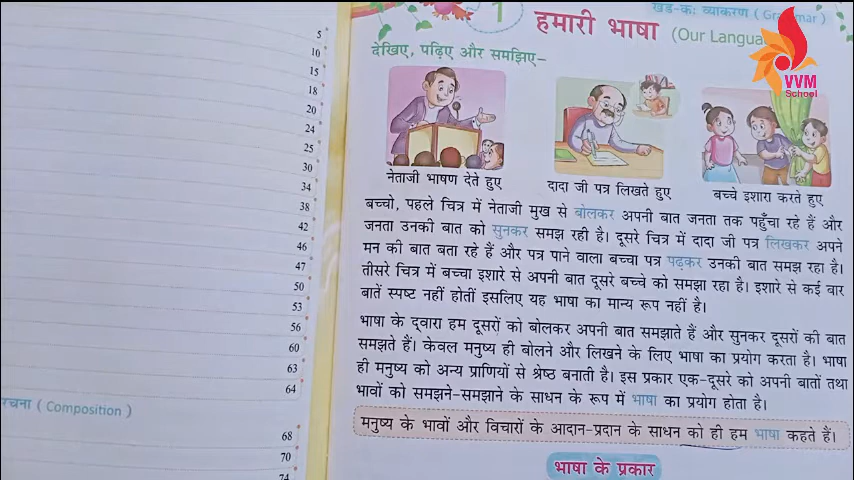 5
10
15
18
20
24
25
30
34
38
42
46
47
50
53
56
60
63
64
रचना ( Composition )
68
70
74
खंड-क: व्याकरण ( Grammar )
1
हमारी भाषा (Our Langua
VVM
School
देखिए, पढ़िए और समझिए–
नेताजी भाषण देते हुए
दादा जी पत्र लिखते हुए
बच्चे इशारा करते हुए
बच्चो, पहले चित्र में नेताजी मुख से बोलकर अपनी बात जनता तक पहुँचा रहे हैं और
जनता उनकी बात को सुनकर समझ रही है। दूसरे चित्र में दादा जी पत्र लिखकर अपने
मन की बात बता रहे हैं और पत्र पाने वाला बच्चा पत्र पढ़कर उनकी बात समझ रहा है।
तीसरे चित्र में बच्चा इशारे से अपनी बात दूसरे बच्चे को समझा रहा है। इशारे से कई बार
बातें स्पष्ट नहीं होतीं इसलिए यह भाषा का मान्य रूप नहीं है।
भाषा के द्वारा हम दूसरों को बोलकर अपनी बात समझाते हैं और सुनकर दूसरों की बात
समझते हैं। केवल मनुष्य ही बोलने और लिखने के लिए भाषा का प्रयोग करता है। भाषा
ही मनुष्य को अन्य प्राणियों से श्रेष्ठ बनाती है। इस प्रकार एक-दूसरे को अपनी बातों तथा
भावों को समझने-समझाने के साधन के रूप में भाषा का प्रयोग होता है।
मनुष्य के भावों और विचारों के आदान-प्रदान के साधन को ही हम भाषा कहते हैं।
भाषा के प्रकार